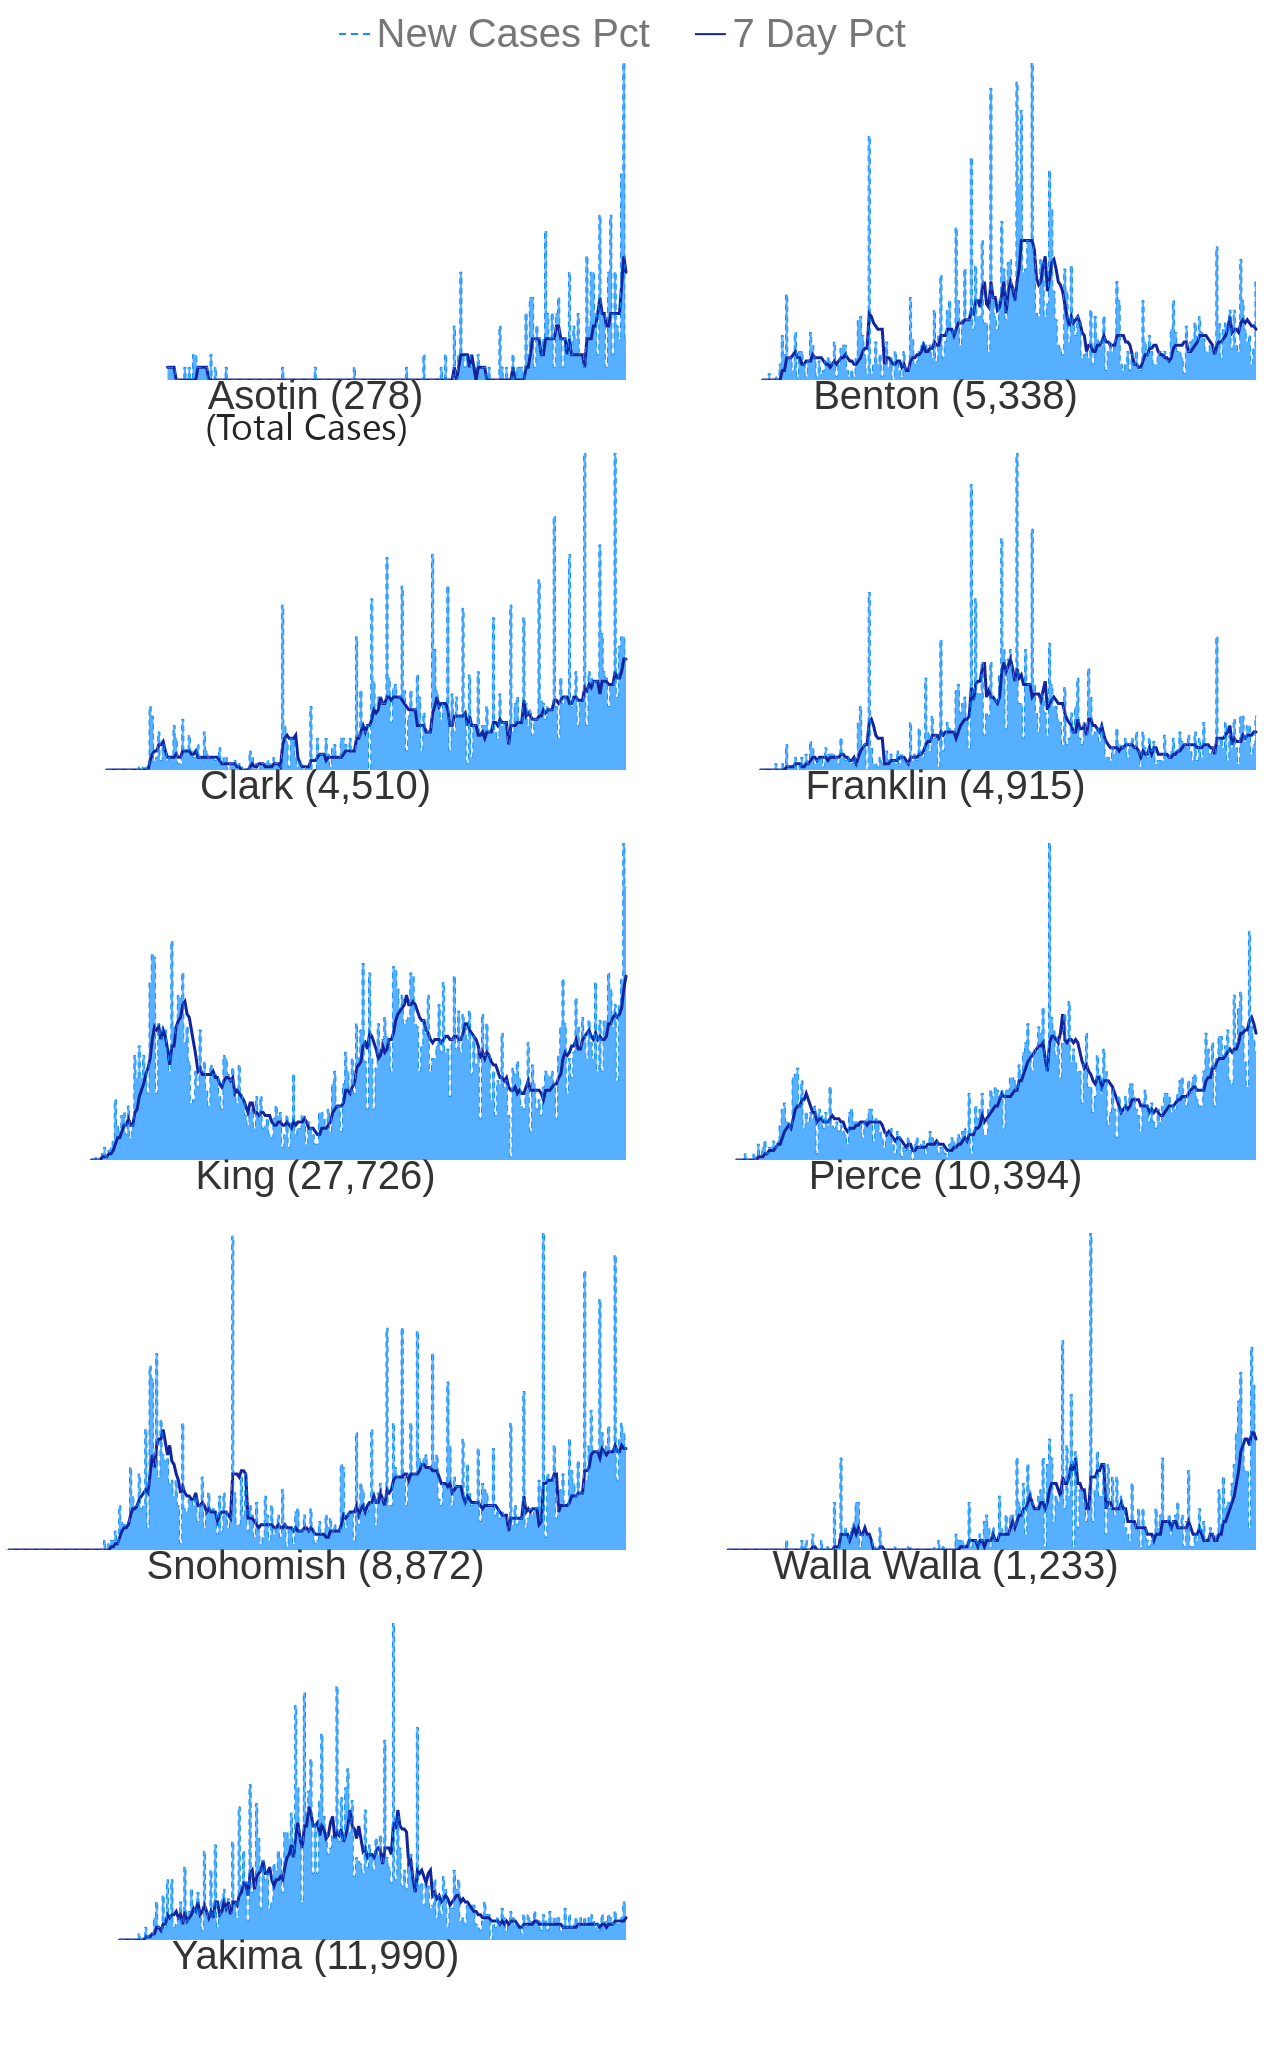 New Cases Pct 7 Day Pct
Asotin (278) Benton (5,338)
(Total Cases)
Clark (4,510) Franklin (4,915)
King (27,726) Pierce (10,394)
Snohomish (8,872) Walla Walla (1,233)
Yakima (11,990)